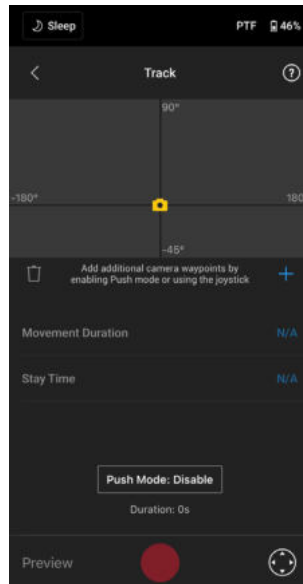 Sleep PTF 46%
Track ?
90°
-180° 180
-45°
Add additional camera waypoints by
enabling Push mode or using the joystick
Movement Duration N/A
Stay Time N/A
Push Mode: Disable
Duration: 0s
Preview